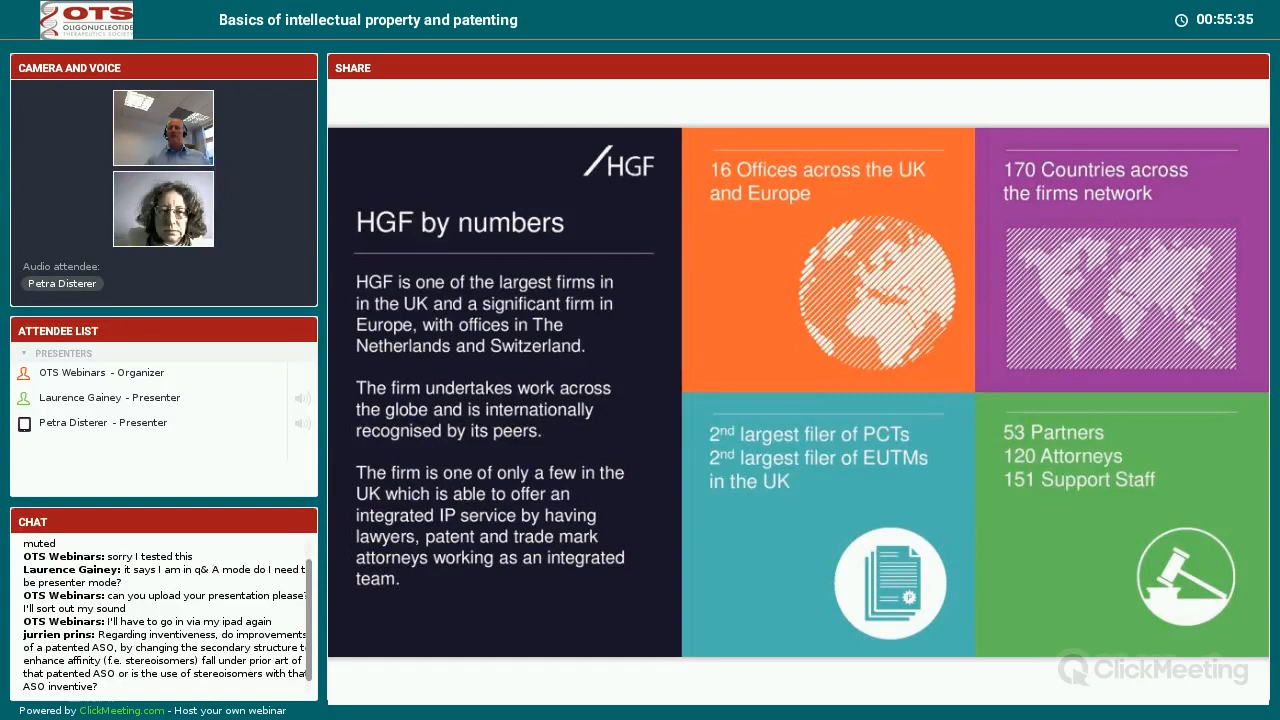 OTS
OLIGONUCLEOTIDE
THERAPEUTICS SOCIETY
Basics of intellectual property and patenting
00:55:35
CAMERA AND VOICE
Audio attendee:
Petra Disterer
ATTENDEE LIST
PRESENTERS
OTS Webinars - Organizer
Laurence Gainey - Presenter
Petra Disterer - Presenter
CHAT
muted
OTS Webinars: sorry I tested this
Laurence Gainey: it says I am in q& A mode do I need t
be presenter mode?
OTS Webinars: can you upload your presentation please?
I'll sort out my sound
OTS Webinars: I'll have to go in via my ipad again
jurrien prins: Regarding inventiveness, do improvements
of a patented ASO, by changing the secondary structure t
enhance affinity (f.e. stereoisomers) fall under prior art of
that patented ASO or is the use of stereoisomers with tha
ASO inventive?
Powered by ClickMeeting.com - Host your own webinar
SHARE
HGF
HGF by numbers
HGF is one of the largest firms in
in the UK and a significant firm in
Europe, with offices in The
Netherlands and Switzerland.
The firm undertakes work across
the globe and is internationally
recognised by its peers.
The firm is one of only a few in the
UK which is able to offer an
integrated IP service by having
lawyers, patent and trade mark
attorneys working as an integrated
team.
16 Offices across the UK
and Europe
170 Countries across
the firms network
2nd largest filer of PCTs
2nd largest filer of EUTMs
in the UK
P
53 Partners
120 Attorneys
151 Support Staff
ClickMeeting